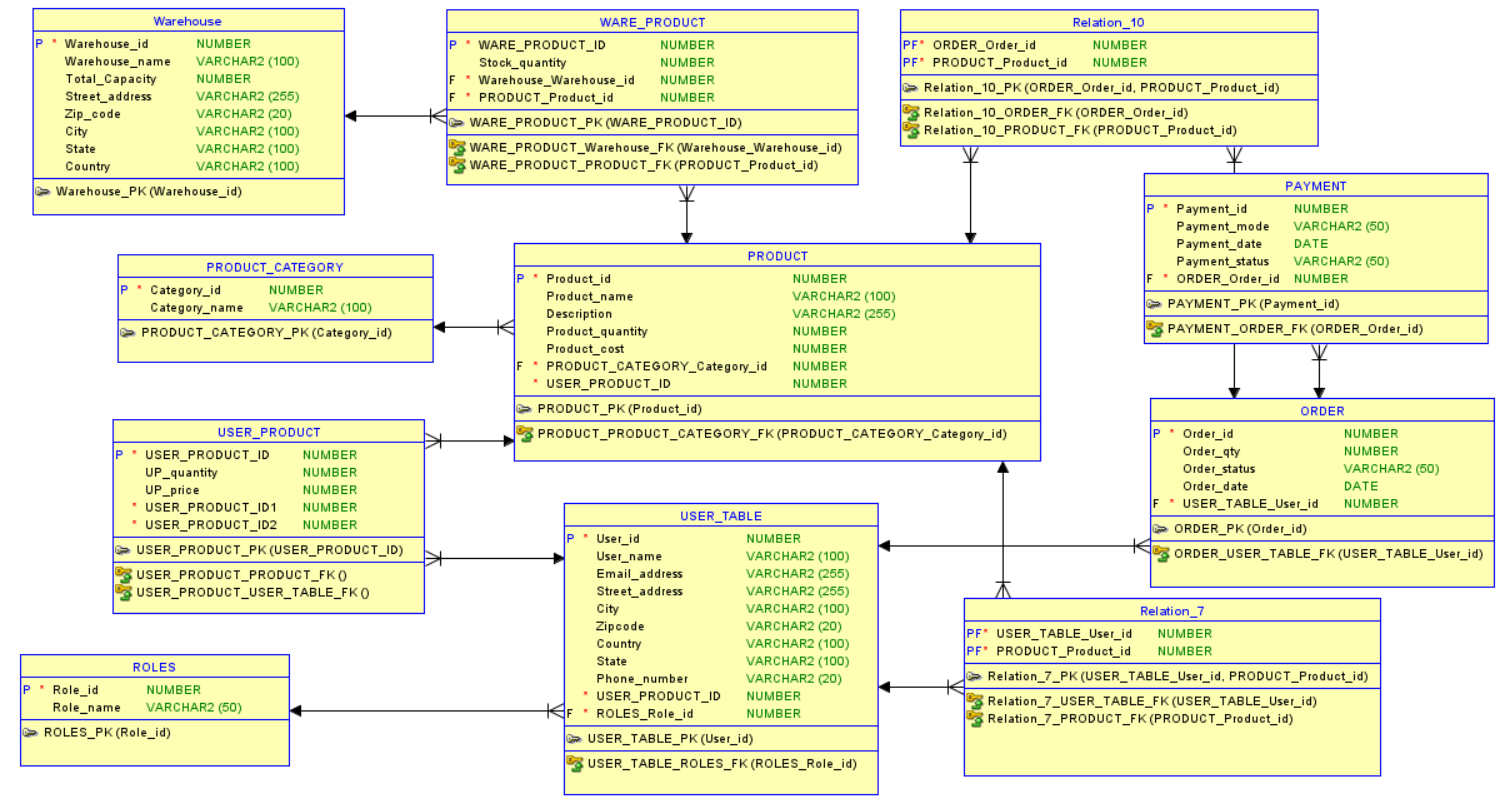 Warehouse
P * Warehouse_id NUMBER
Warehouse_name VARCHAR2 (100)
Total_Capacity NUMBER
Street_address VARCHAR2 (255)
Zip_code VARCHAR2 (20)
City VARCHAR2 (100)
State VARCHAR2 (100)
Country VARCHAR2 (100)
Warehouse_PK (Warehouse_id)
WARE_PRODUCT
P * WARE_PRODUCT_ID NUMBER
Stock_quantity NUMBER
F * Warehouse_Warehouse_id NUMBER
F * PRODUCT_Product_id NUMBER
WARE_PRODUCT_PK (WARE_PRODUCT_ID)
WARE_PRODUCT_Warehouse_FK (Warehouse_Warehouse_id)
WARE_PRODUCT_PRODUCT_FK (PRODUCT_Product_id)
Relation_10
PF* ORDER_Order_id NUMBER
PF* PRODUCT_Product_id NUMBER
Relation_10_PK (ORDER_Order_id, PRODUCT_Product_id)
Relation_10_ORDER_FK (ORDER_Order_id)
Relation_10_PRODUCT_FK (PRODUCT_Product_id)
PAYMENT
P * Payment_id NUMBER
Payment_mode VARCHAR2 (50)
Payment_date DATE
Payment_status VARCHAR2 (50)
F * ORDER_Order_id NUMBER
PAYMENT_PK (Payment_id)
PAYMENT_ORDER_FK (ORDER_Order_id)
PRODUCT_CATEGORY
P * Category_id NUMBER
Category_name VARCHAR2 (100)
PRODUCT_CATEGORY_PK (Category_id)
PRODUCT
P * Product_id NUMBER
Product_name VARCHAR2 (100)
Description VARCHAR2 (255)
Product_quantity NUMBER
Product_cost NUMBER
F * PRODUCT_CATEGORY_Category_id NUMBER
* USER_PRODUCT_ID NUMBER
PRODUCT_PK (Product_id)
PRODUCT_PRODUCT_CATEGORY_FK (PRODUCT_CATEGORY_Category_id)
ORDER
P * Order_id NUMBER
Order_qty NUMBER
Order_status VARCHAR2 (50)
Order_date DATE
F * USER_TABLE_User_id NUMBER
ORDER_PK (Order_id)
ORDER_USER_TABLE_FK (USER_TABLE_User_id)
USER_PRODUCT
P * USER_PRODUCT_ID NUMBER
UP_quantity NUMBER
UP_price NUMBER
* USER_PRODUCT_ID1 NUMBER
* USER_PRODUCT_ID2 NUMBER
USER_PRODUCT_PK (USER_PRODUCT_ID)
USER_PRODUCT_PRODUCT_FK ()
USER_PRODUCT_USER_TABLE_FK ()
USER_TABLE
P * User_id NUMBER
User_name VARCHAR2 (100)
Email_address VARCHAR2 (255)
Street_address VARCHAR2 (255)
City VARCHAR2 (100)
Zipcode VARCHAR2 (20)
Country VARCHAR2 (100)
State VARCHAR2 (100)
Phone_number VARCHAR2 (20)
* USER_PRODUCT_ID NUMBER
F * ROLES_Role_id NUMBER
USER_TABLE_PK (User_id)
USER_TABLE_ROLES_FK (ROLES_Role_id)
Relation_7
PF* USER_TABLE_User_id NUMBER
PF* PRODUCT_Product_id NUMBER
Relation_7_PK (USER_TABLE_User_id, PRODUCT_Product_id)
Relation_7_USER_TABLE_FK (USER_TABLE_User_id)
Relation_7_PRODUCT_FK (PRODUCT_Product_id)
ROLES
P * Role_id NUMBER
Role_name VARCHAR2 (50)
ROLES_PK (Role_id)